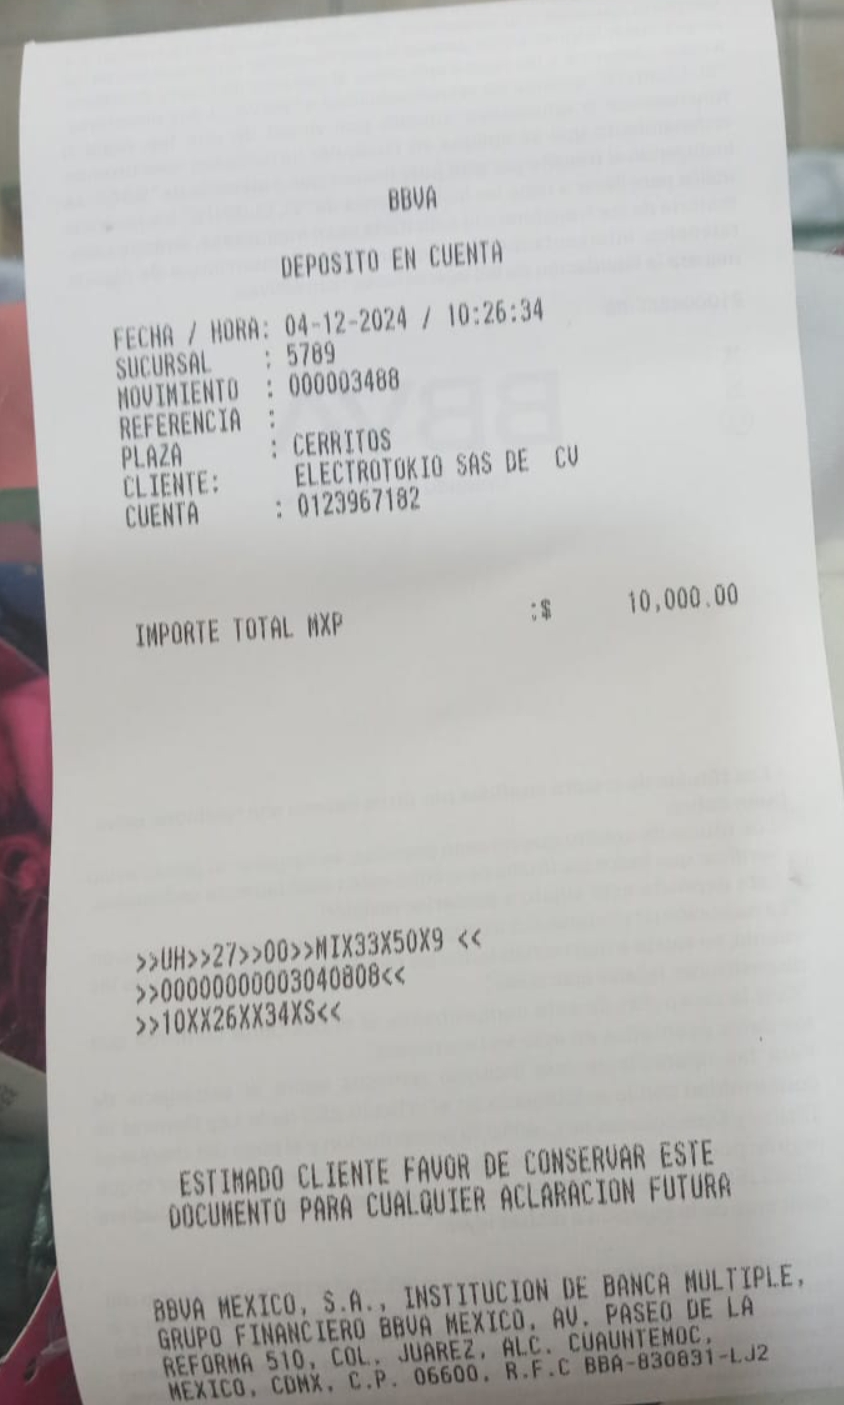 BBVA
DEPOSITO EN CUENTA
FECHA / HORA: 04-12-2024 / 10:26:34
SUCURSAL : 5789
MOVIMIENTO : 000003488
REFERENCIA :
PLAZA : CERRITOS
CLIENTE: ELECTROTOKIO SAS DE CV
CUENTA : 0123967182
IMPORTE TOTAL MXP :$ 10,000.00
>>UH>>27>>00>>MIX33X50X9 <<
>>00000000003040808<<
>>10XX26XX34XS<<
ESTIMADO CLIENTE FAVOR DE CONSERVAR ESTE
DOCUMENTO PARA CUALQUIER ACLARACION FUTURA
BBVA MEXICO, S.A., INSTITUCION DE BANCA MULTIPLE,
GRUPO FINANCIERO BBVA MEXICO. AV. PASEO DE LA
REFORMA 510, COL. JUAREZ, ALC. CUAUHTEMOC,
MEXICO, CDMX, C.P. 06600, R.F.C BBA-830831-LJ2